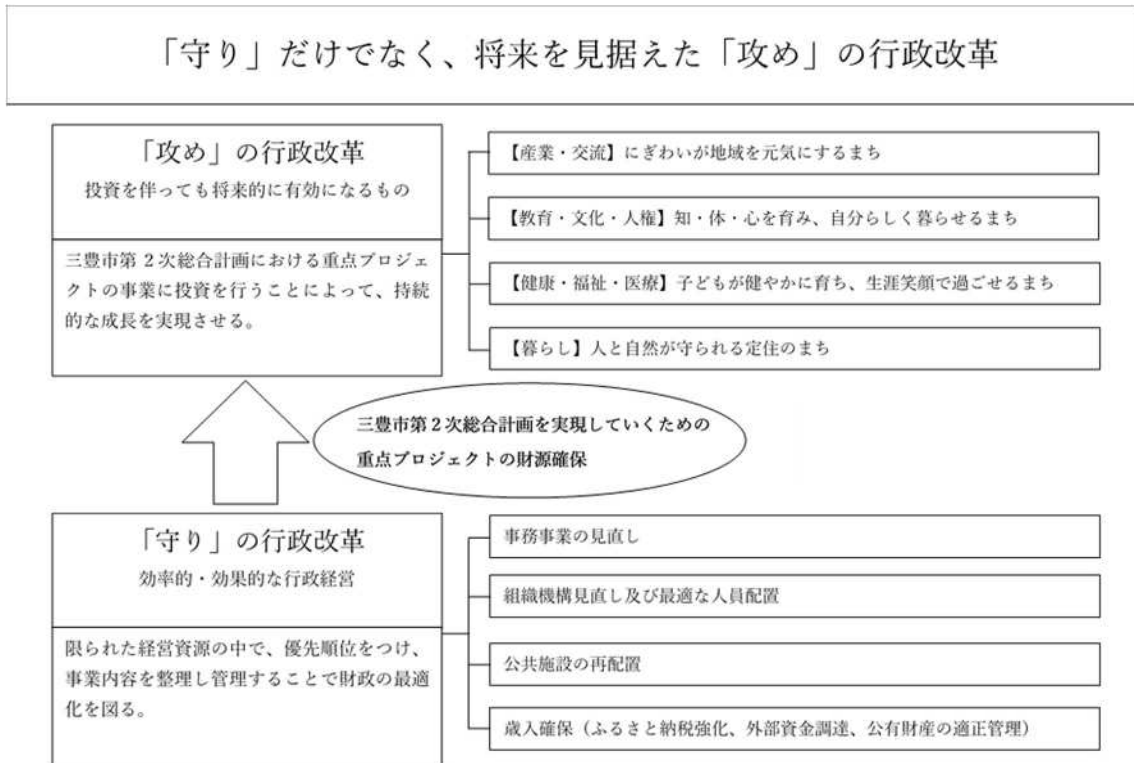 「守り」だけでなく、将来を見据えた「攻め」の行政改革
「攻め」の行政改革
投資を伴っても将来的に有効になるもの
三豊市第２次総合計画における重点プロジェ
クトの事業に投資を行うことによって、持続
的な成長を実現させる。
【産業・交流】にぎわいが地域を元気にするまち
【教育・文化・人権】知・体・心を育み、自分らしく暮らせるまち
【健康・福祉・医療】子どもが健やかに育ち、生涯笑顔で過ごせるまち
【暮らし】人と自然が守られる定住のまち
三豊市第２次総合計画を実現していくための
重点プロジェクトの財源確保
「守り」の行政改革
効率的・効果的な行政経営
限られた経営資源の中で、優先順位をつけ、
事業内容を整理し管理することで財政の最適
化を図る。
事務事業の見直し
組織機構見直し及び最適な人員配置
公共施設の再配置
歳入確保（ふるさと納税強化、外部資金調達、公有財産の適正管理）